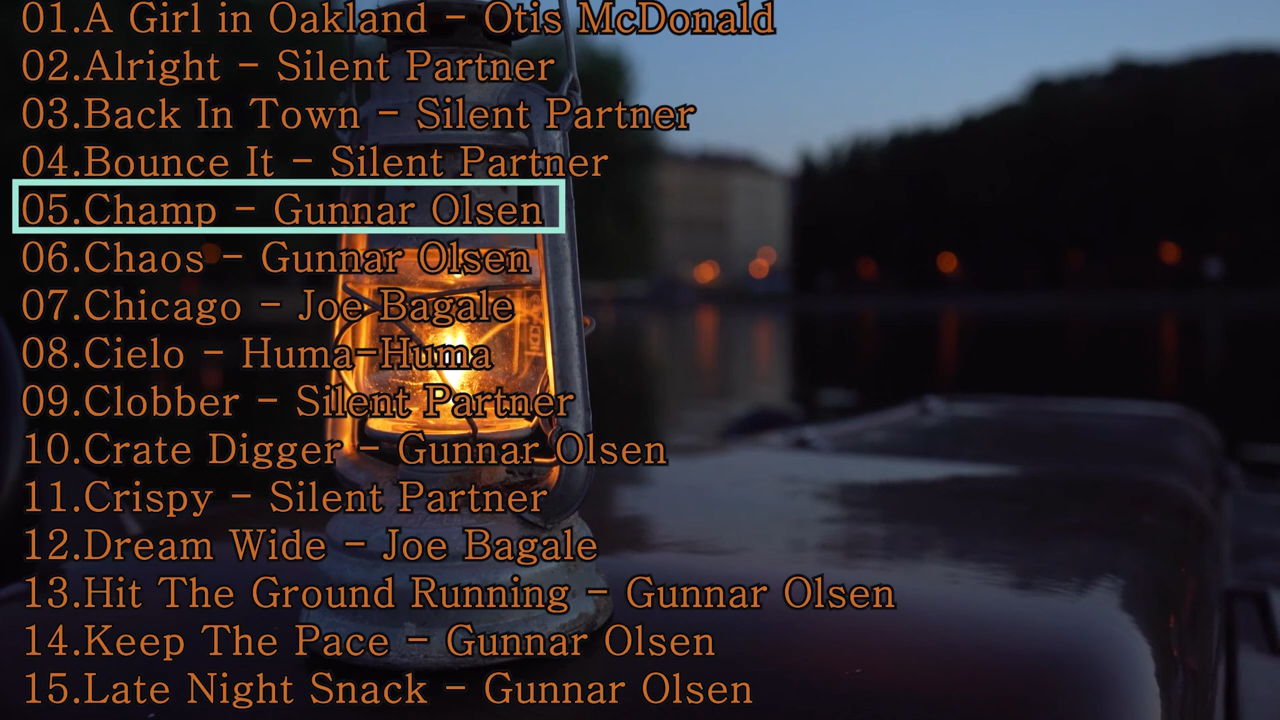 01.A Girl in Oakland - Otis McDonald
02.Alright - Silent Partner
03.Back In Town - Silent Partner
04.Bounce It - Silent Partner
05.Champ - Gunnar Olsen
06.Chaos - Gunnar Olsen
07.Chicago - Joe Bagale
08.Cielo - Huma-Huma
09.Clobber - Silent Partner
10.Crate Digger - Gunnar Olsen
11.Crispy - Silent Partner
12.Dream Wide - Joe Bagale
13.Hit The Ground Running - Gunnar Olsen
14.Keep The Pace - Gunnar Olsen
15.Late Night Snack - Gunnar Olsen